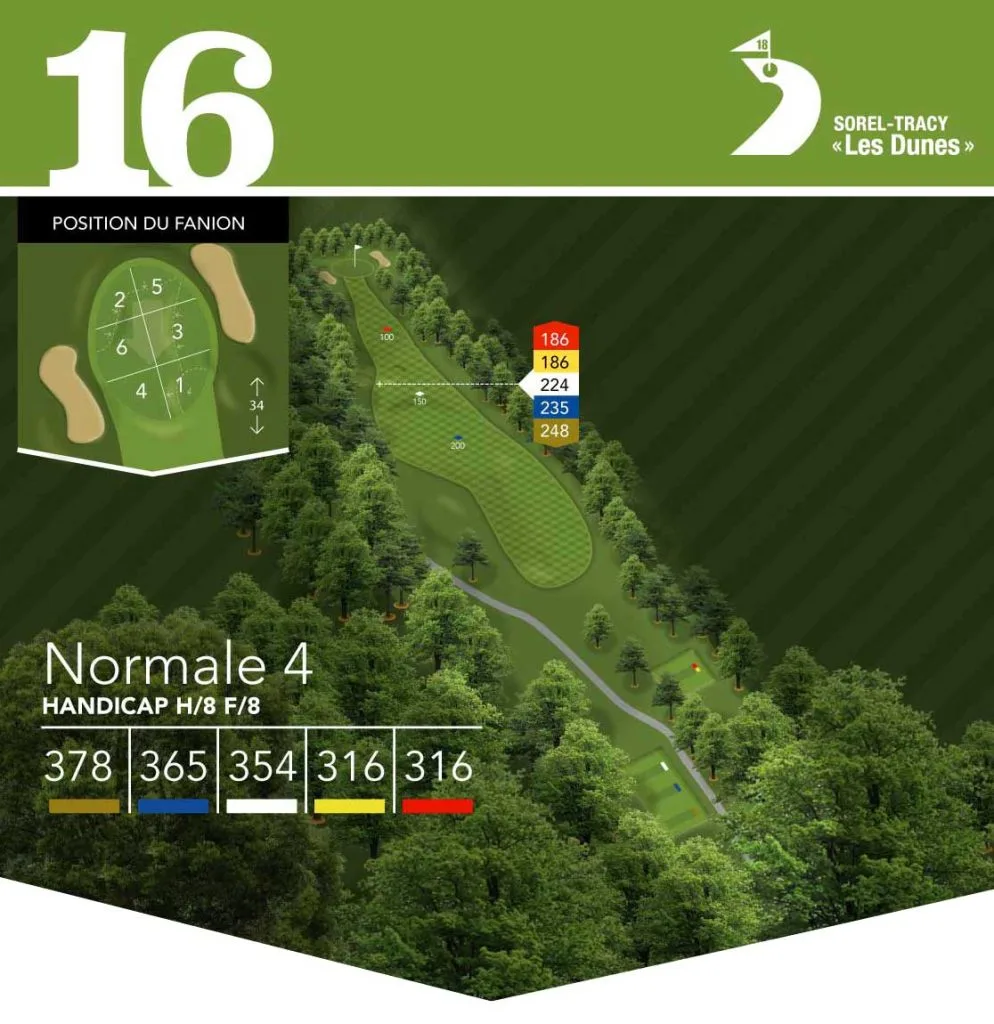 16
18
SOREL-TRACY
« Les Dunes »
POSITION DU FANION
2
5
3
6
4
1
34
100
150
200
186
186
224
235
248
Normale 4
HANDICAP H/8 F/8
378 365 354 316 316